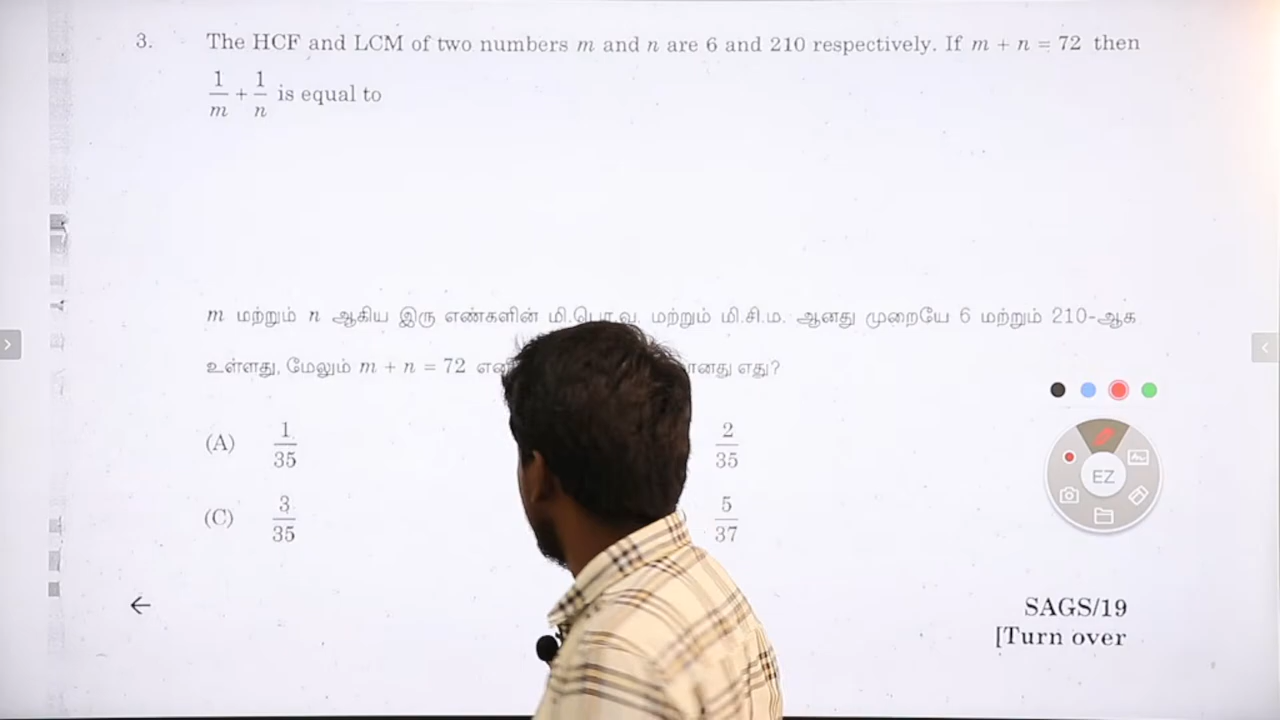 3. The HCF and LCM of two numbers m and n are 6 and 210 respectively. If m + n = 72 then
1/m + 1/n is equal to
m மற்றும் n ஆகிய இரு எண்களின் மி.பொ.வ. மற்றும் மி.சி.ம. ஆனது முறையே 6 மற்றும் 210-ஆக
உள்ளது, மேலும் m + n = 72 எது?
(A) 1/35 2/35
(C) 3/35 5/37
EZ
←
SAGS/19
[Turn over